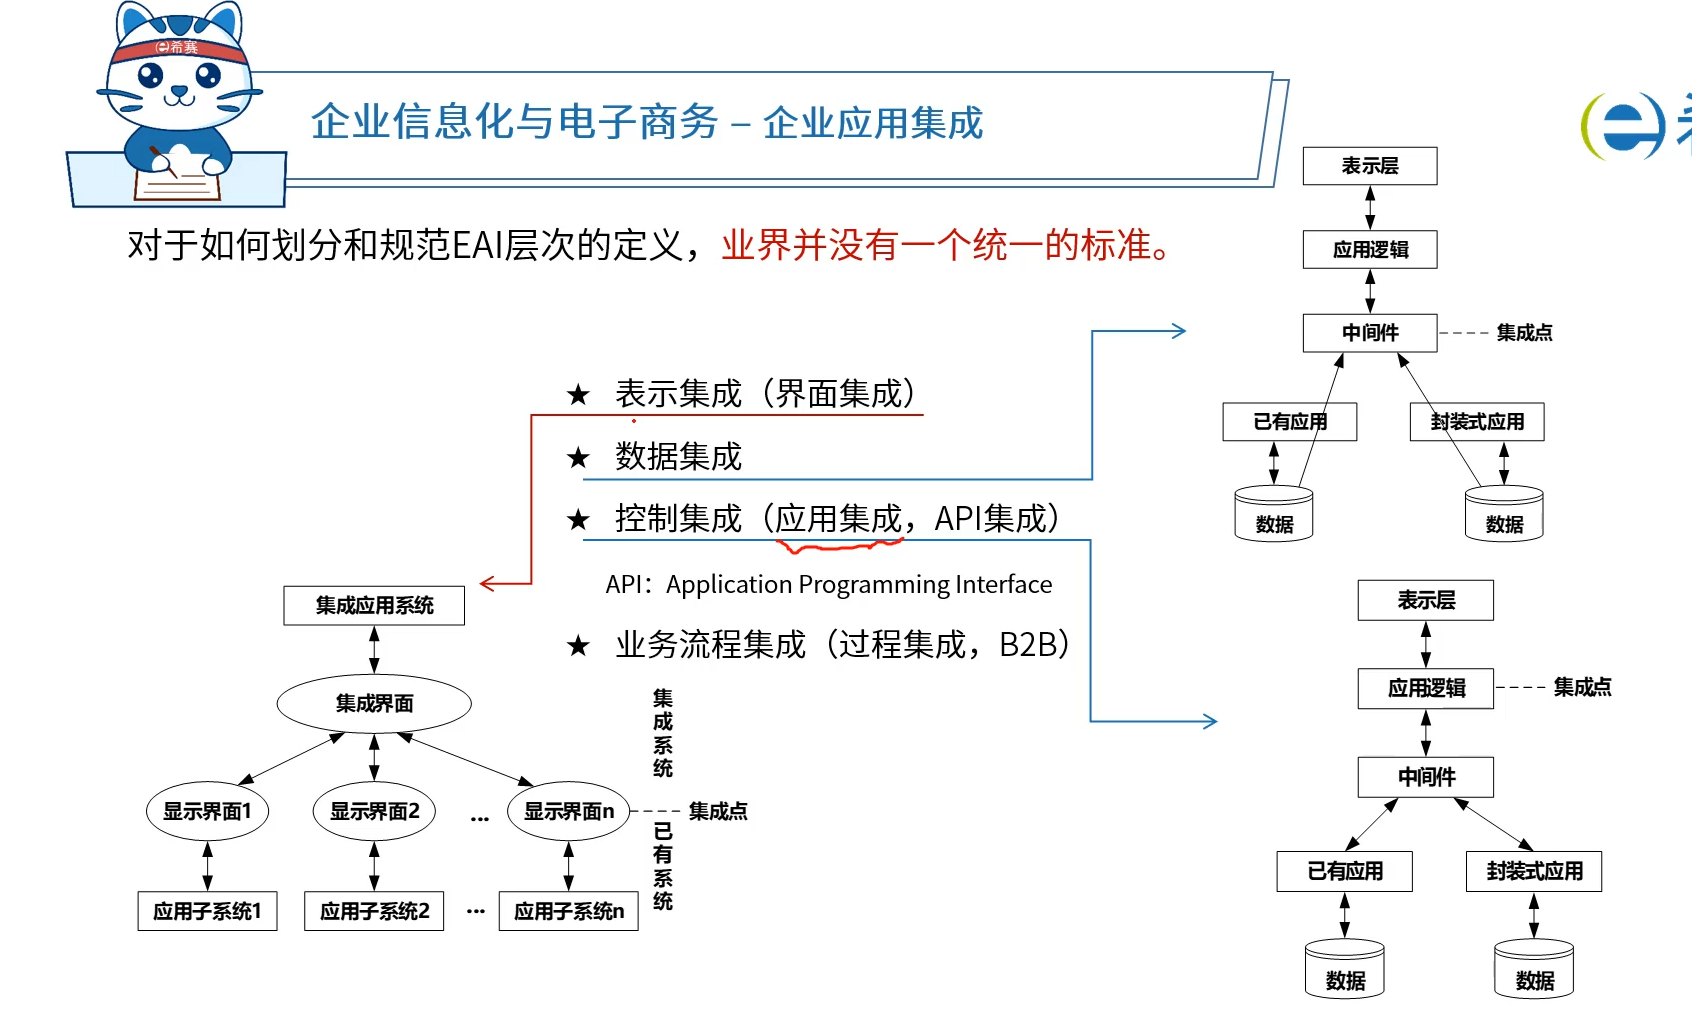 e希赛
企业信息化与电子商务 – 企业应用集成
对于如何划分和规范EAI层次的定义，业界并没有一个统一的标准。
★ 表示集成（界面集成）
★ 数据集成
★ 控制集成（应用集成，API集成）
API：Application Programming Interface
★ 业务流程集成（过程集成，B2B）
表示层
应用逻辑
中间件
集成点
已有应用
封装式应用
数据
数据
集成应用系统
集成界面
显示界面1
显示界面2
...
显示界面n
集成点
应用子系统1
应用子系统2
...
应用子系统n
集成系统
已有系统
表示层
应用逻辑
集成点
中间件
已有应用
封装式应用
数据
数据